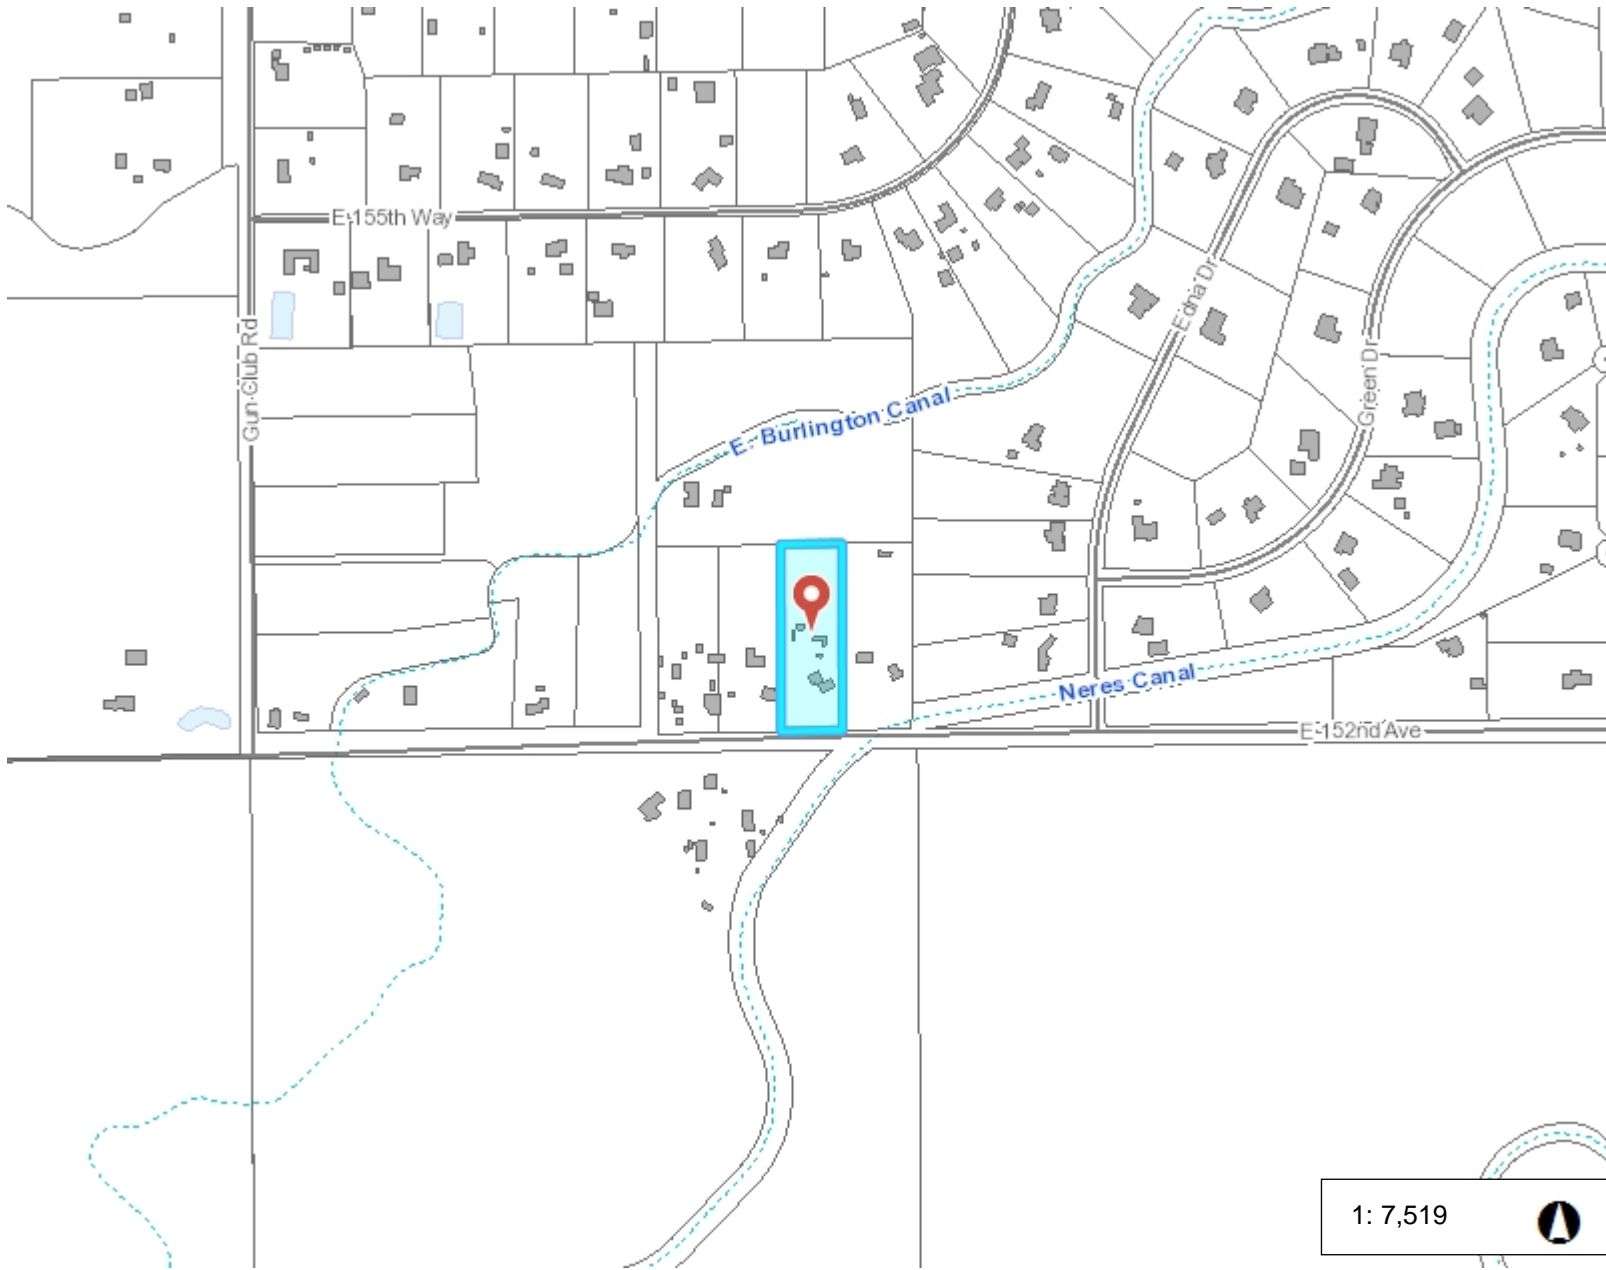 E 155th Way
Gun Club Rd
Edna Dr
Green Dr
E. Burlington Canal
Neres Canal
E 152nd Ave
1: 7,519